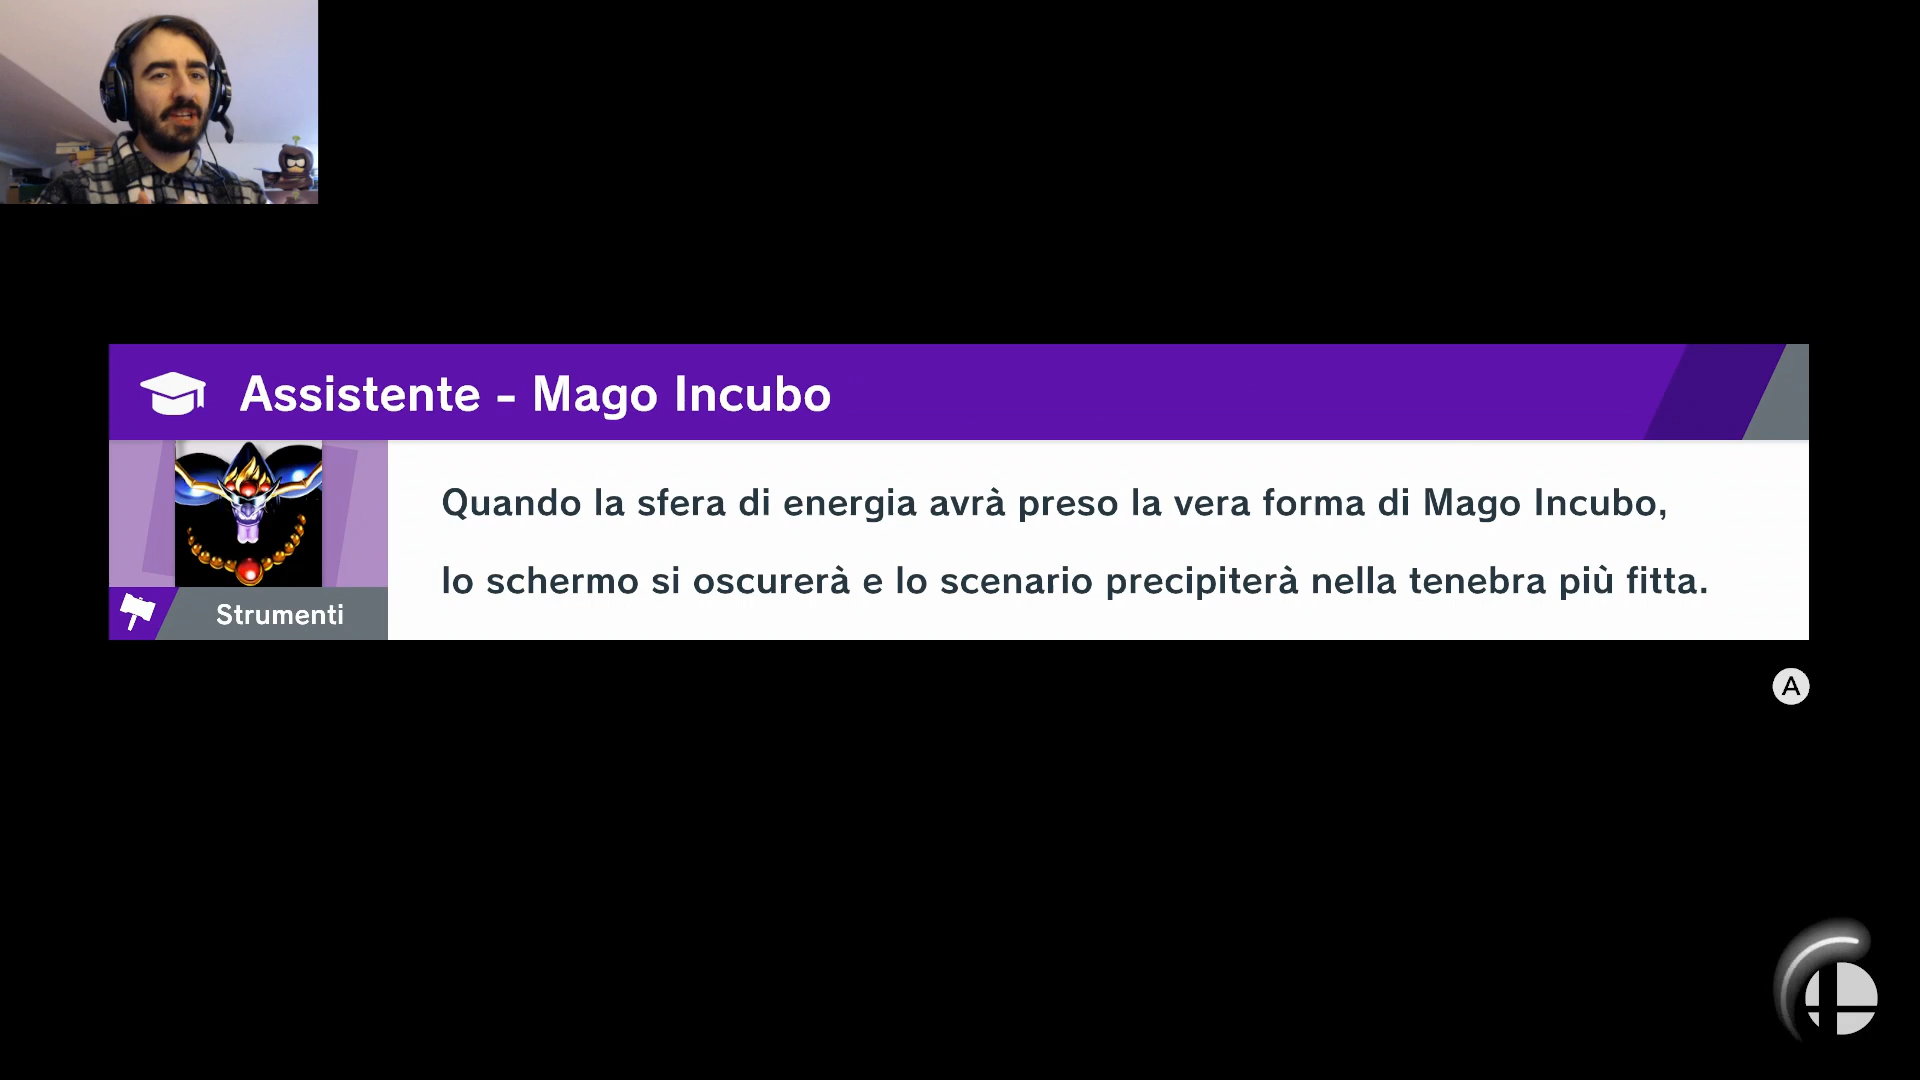 Assistente - Mago Incubo
Quando la sfera di energia avrà preso la vera forma di Mago Incubo,
lo schermo si oscurerà e lo scenario precipiterà nella tenebra più fitta.
Strumenti
A